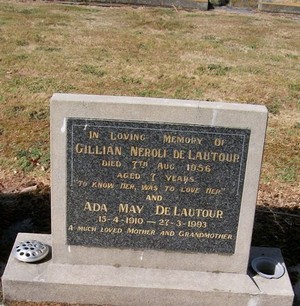 IN LOVING MEMORY OF
GILLIAN NEROLI DE LAUTOUR
DIED 7TH AUG. 1956
AGED 7 YEARS
"TO KNOW HER, WAS TO LOVE HER"
AND
ADA MAY DE LAUTOUR
15-4-1910 — 27-3-1993
A MUCH LOVED MOTHER AND GRANDMOTHER